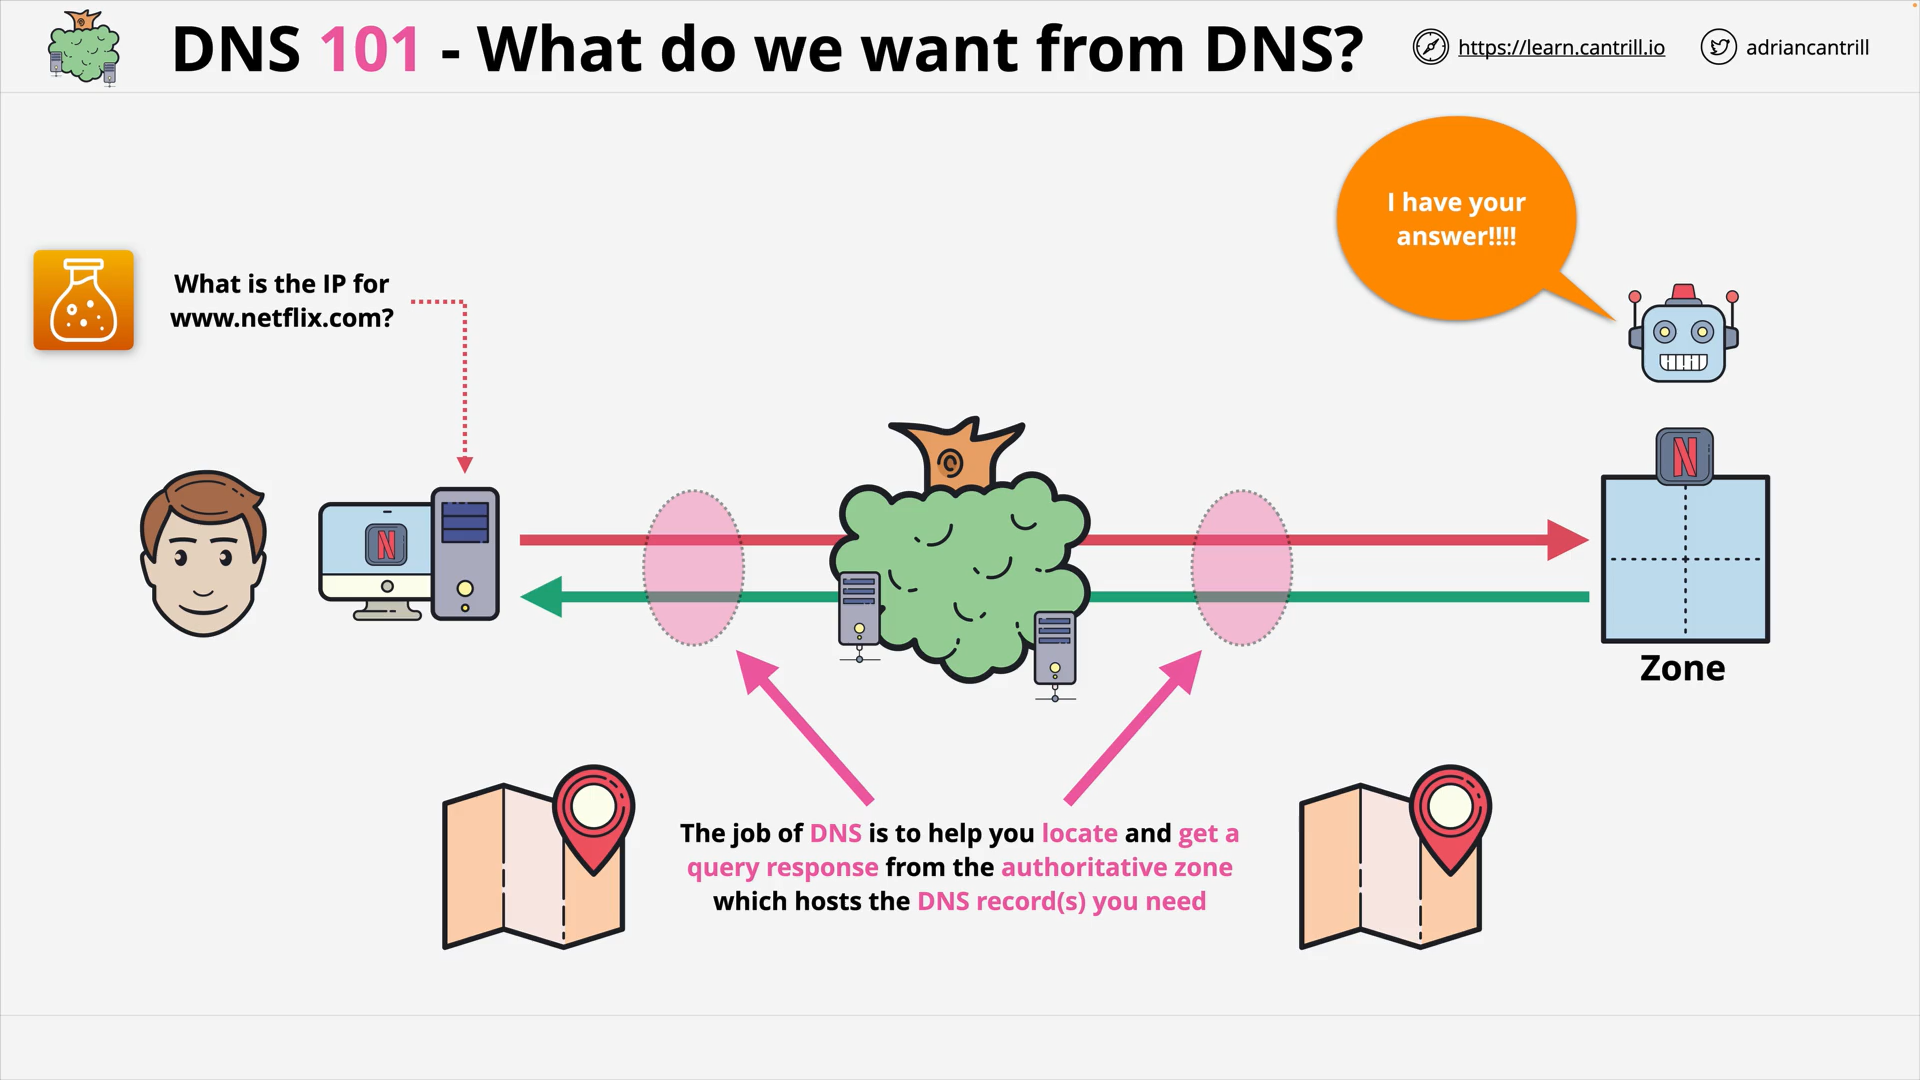 DNS 101 - What do we want from DNS?
https://learn.cantrill.io
adriancantrill
I have your
answer!!!!
What is the IP for
www.netflix.com?
N
N
Zone
The job of DNS is to help you locate and get a
query response from the authoritative zone
which hosts the DNS record(s) you need